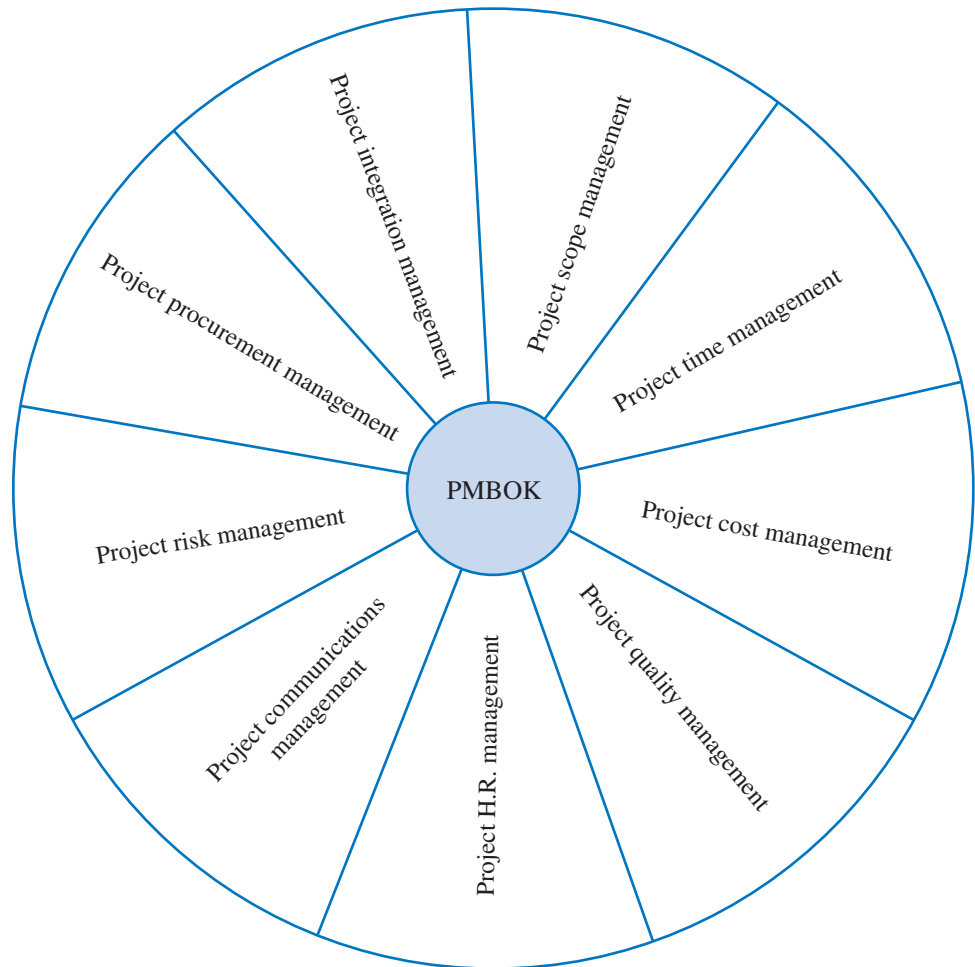 Project integration management
Project scope management
Project time management
Project cost management
Project quality management
Project H.R. management
Project communications
management
Project risk management
Project procurement management
PMBOK